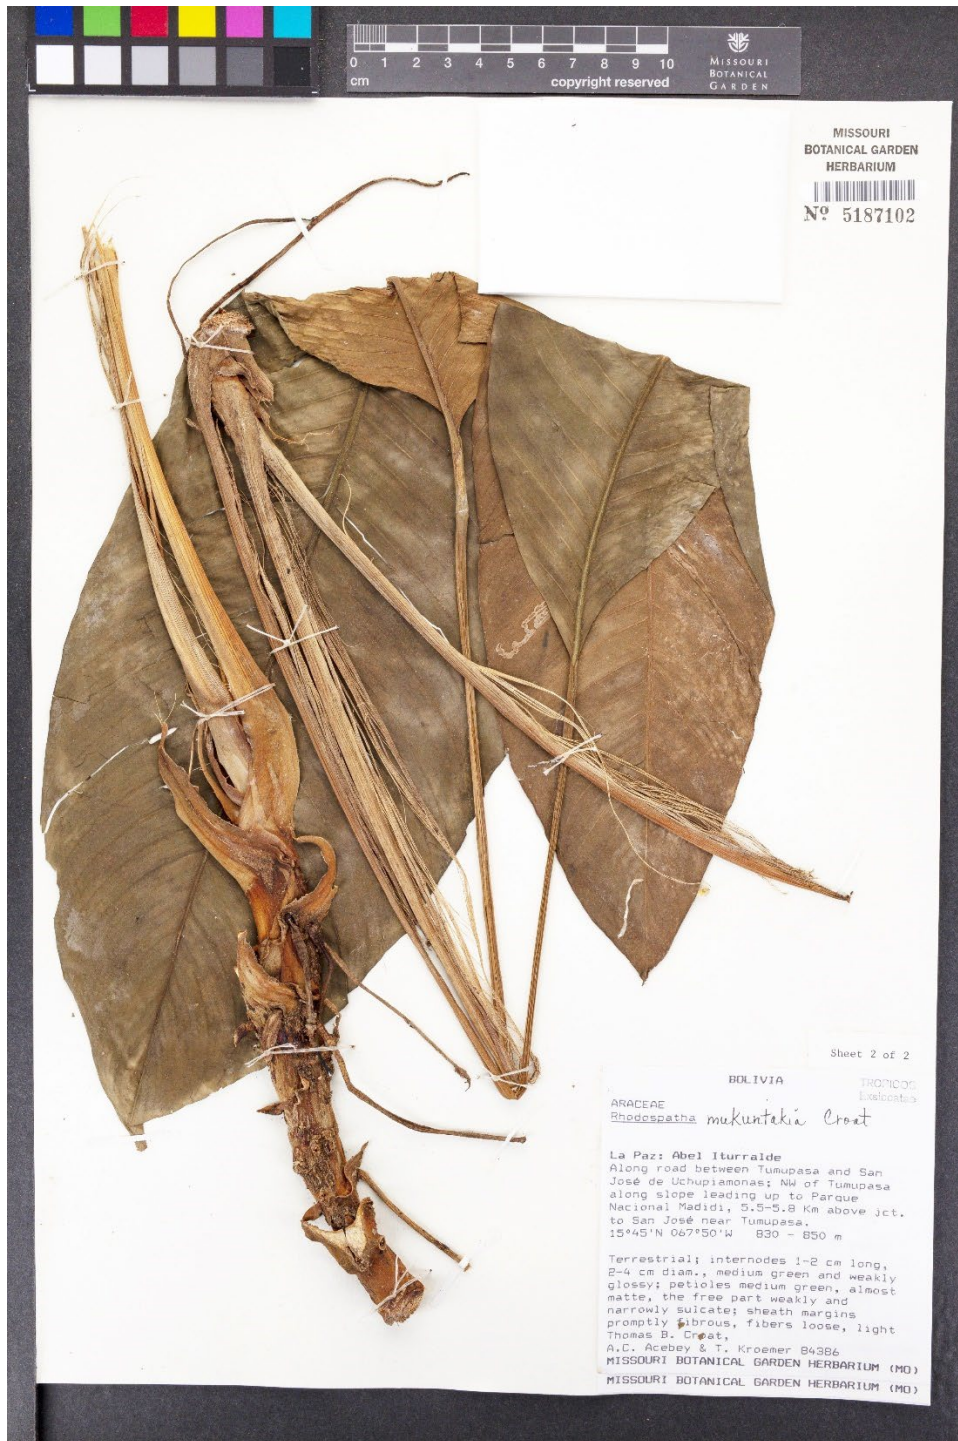 0 1 2 3 4 5 6 7 8 9 10
cm
copyright reserved
MISSOURI
BOTANICAL
GARDEN
MISSOURI
BOTANICAL GARDEN
HERBARIUM
Nº 5187102
Sheet 2 of 2
BOLIVIA
TROPICOS
Exsiccatae
ARACEAE
Rhodospatha mukuntakia Croat
La Paz: Abel Iturralde
Along road between Tumupasa and San
José de Uchupiamonas; NW of Tumupasa
along slope leading up to Parque
Nacional Madidi, 5.5-5.8 Km above jct.
to San José near Tumupasa.
15°45'N 067°50'W 830 - 850 m
Terrestrial; internodes 1-2 cm long,
2-4 cm diam., medium green and weakly
glossy; petioles medium green, almost
matte, the free part weakly and
narrowly sulcate; sheath margins
promptly fibrous, fibers loose, light
Thomas B. Croat,
A.C. Acebey & T. Kroemer 84386
MISSOURI BOTANICAL GARDEN HERBARIUM (MO)
MISSOURI BOTANICAL GARDEN HERBARIUM (MO)